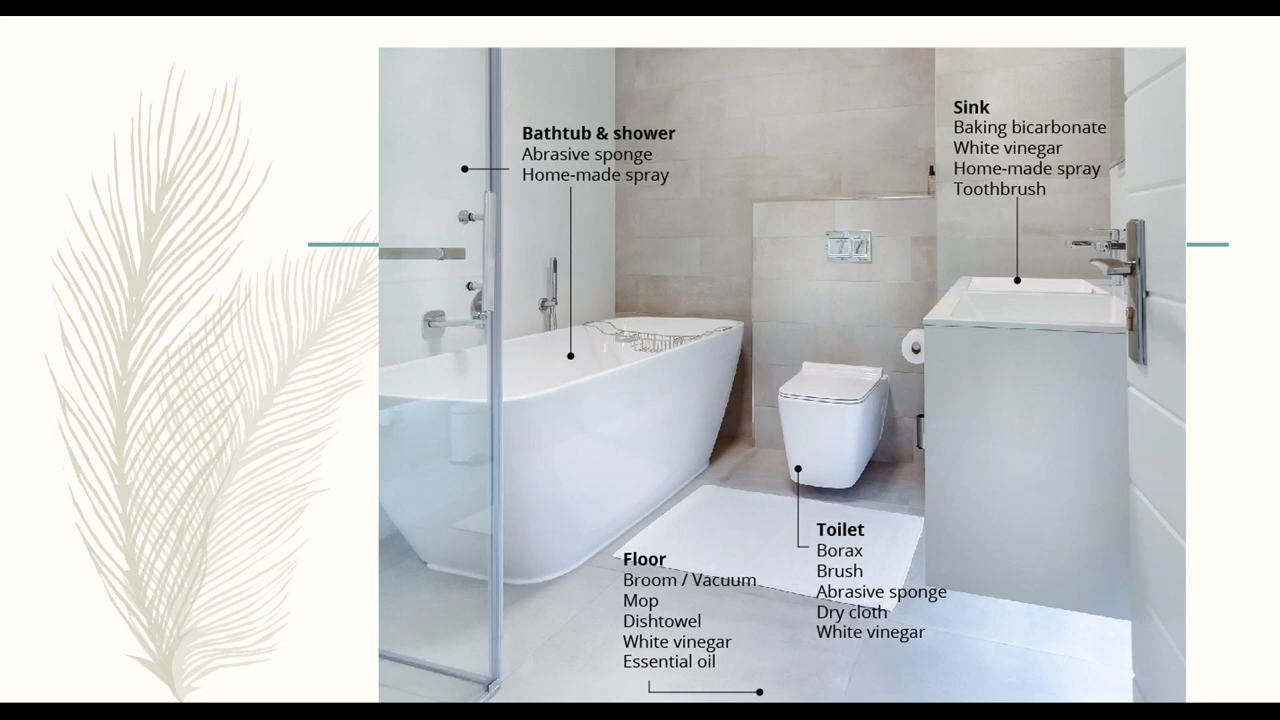 Bathtub & shower
Abrasive sponge
Home-made spray
Sink
Baking bicarbonate
White vinegar
Home-made spray
Toothbrush
Floor
Broom / Vacuum
Mop
Dishtowel
White vinegar
Essential oil
Toilet
Borax
Brush
Abrasive sponge
Dry cloth
White vinegar